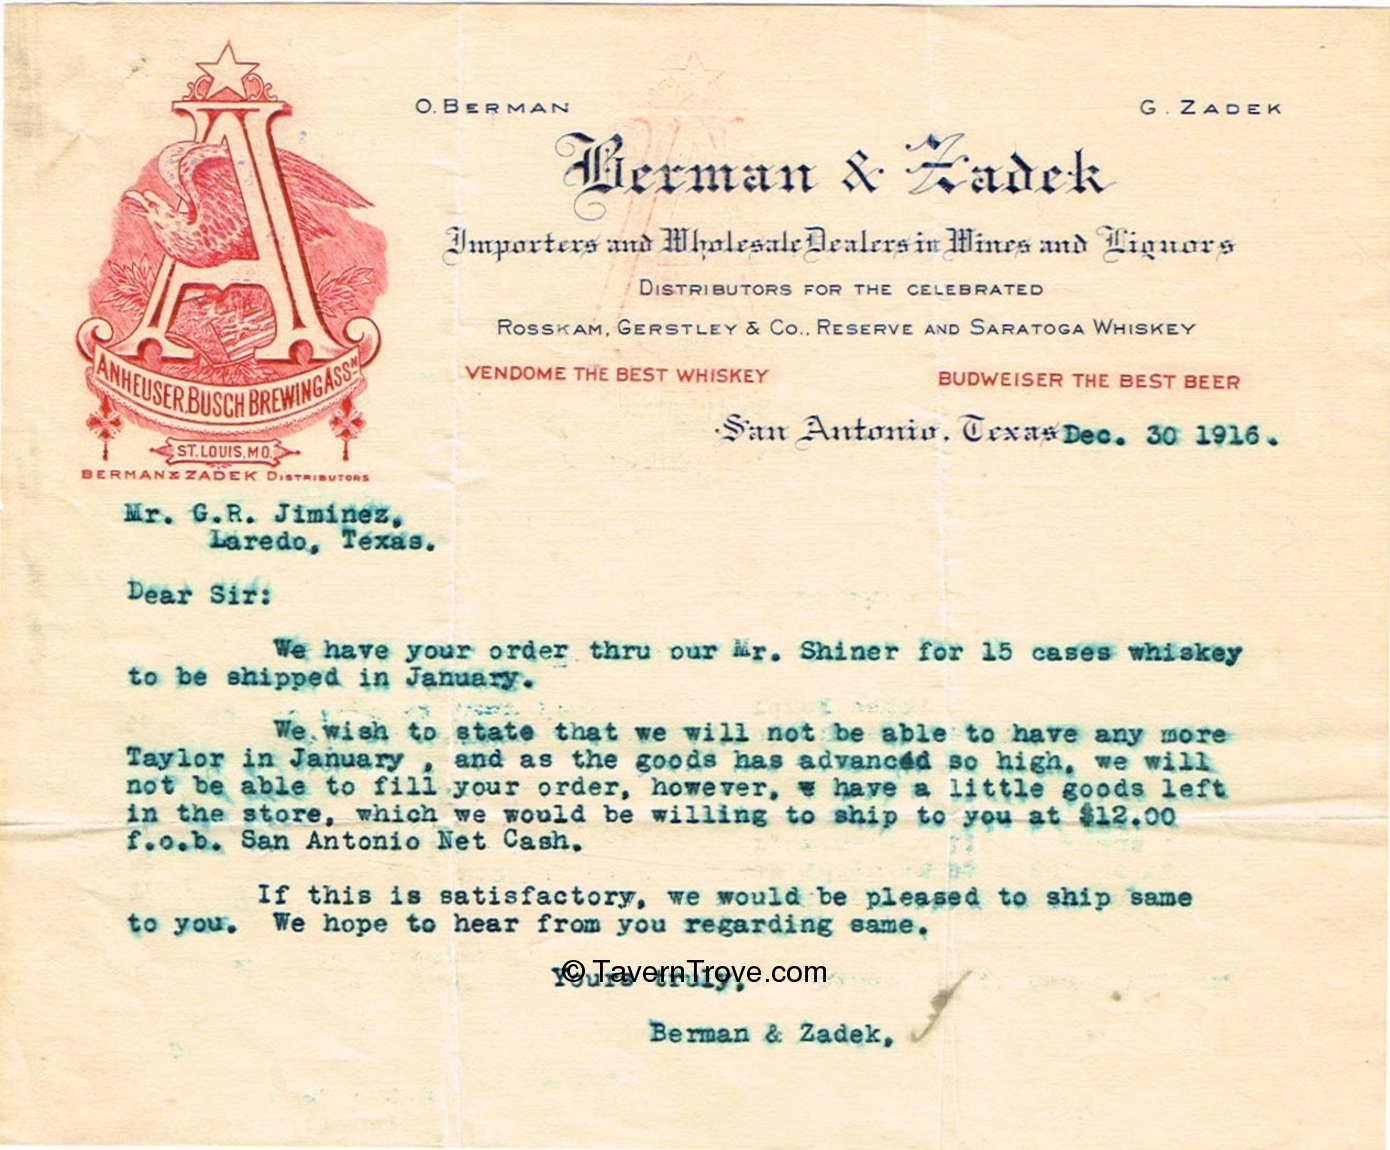 O. BERMAN
G. ZADEK
Berman & Zadek
Importers and Wholesale Dealers in Wines and Liquors
DISTRIBUTORS FOR THE CELEBRATED
ROSSKAM, GERSTLEY & CO., RESERVE AND SARATOGA WHISKEY
VENDOME THE BEST WHISKEY
BUDWEISER THE BEST BEER
A
ANHEUSER, BUSCH BREWING ASSN
ST. LOUIS, MO.
BERMAN & ZADEK DISTRIBUTORS
San Antonio, Texas Dec. 30 1916.
Mr. G.R. Jiminez,
Laredo, Texas.
Dear Sir:
We have your order thru our Mr. Shiner for 15 cases whiskey
to be shipped in January.
We wish to state that we will not be able to have any more
Taylor in January , and as the goods has advanced so high, we will
not be able to fill your order, however, w have a little goods left
in the store, which we would be willing to ship to you at $12.00
f.o.b. San Antonio Net Cash.
If this is satisfactory, we would be pleased to ship same
to you. We hope to hear from you regarding same.
Yours truly,
© TavernTrove.com
Berman & Zadek,